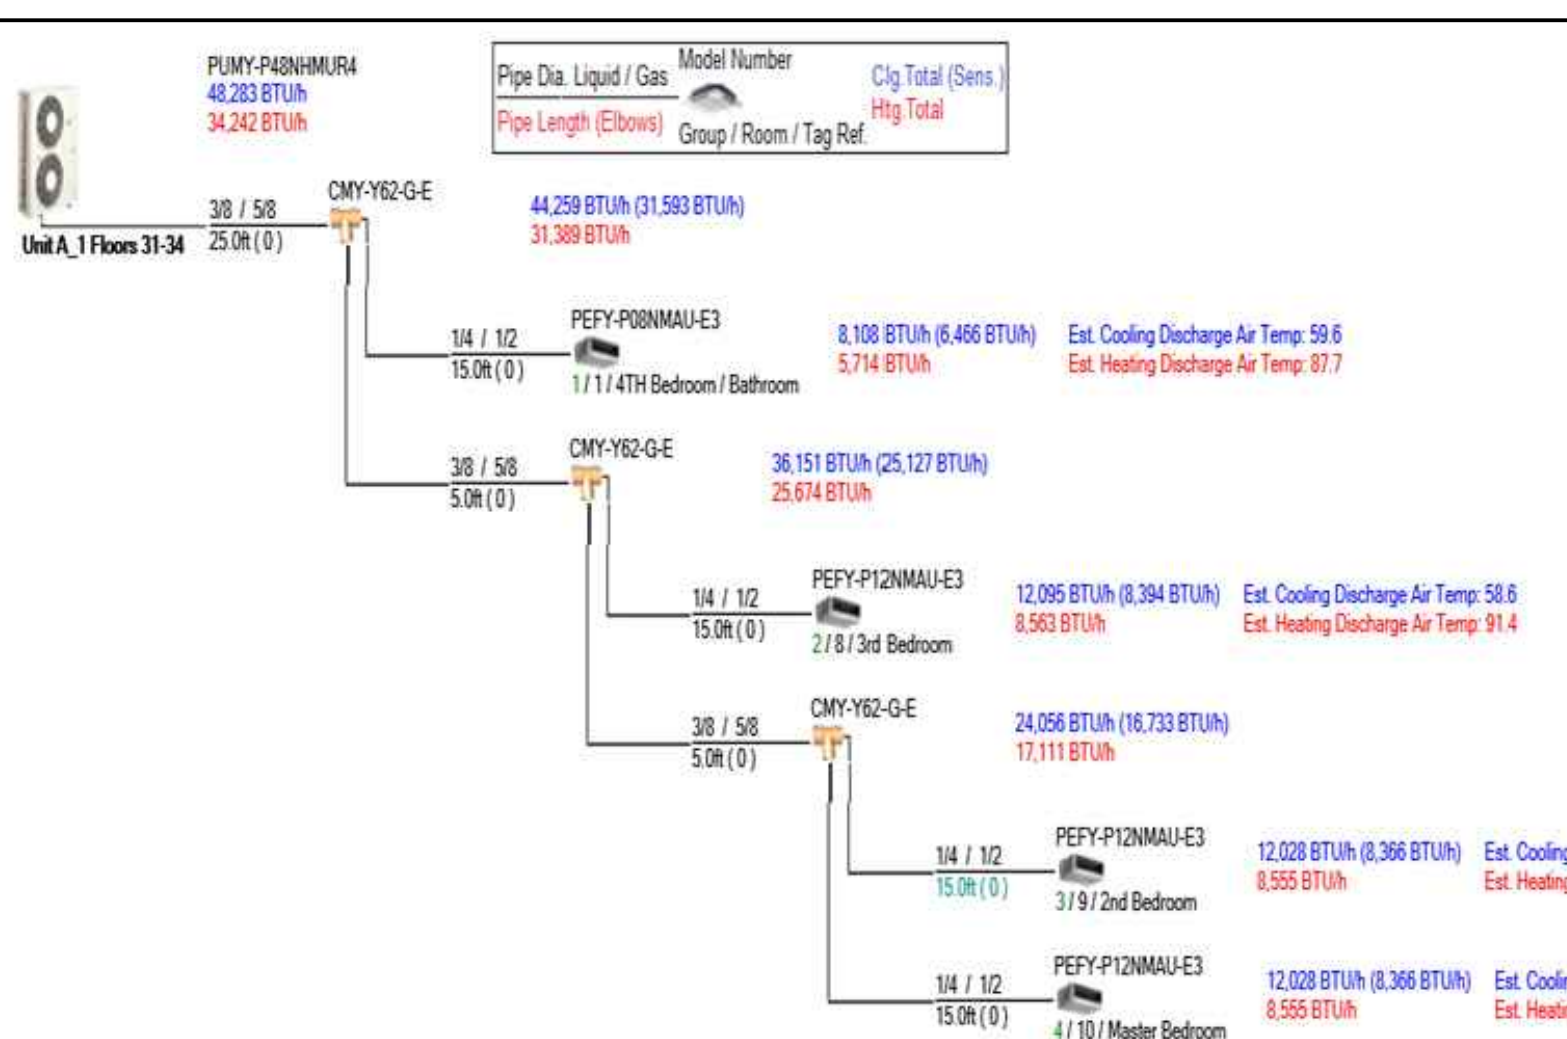 PUMY-P48NHMUR4
48,283 BTU/h
34,242 BTU/h
Pipe Dia. Liquid / Gas
Pipe Length (Elbows)
Model Number
Group / Room / Tag Ref.
Clg.Total (Sens.)
Htg.Total
Unit A_1 Floors 31-34
3/8 / 5/8
25.0ft ( 0 )
CMY-Y62-G-E
44,259 BTU/h (31,593 BTU/h)
31,389 BTU/h
1/4 / 1/2
15.0ft ( 0 )
PEFY-P08NMAU-E3
1 / 1 / 4TH Bedroom / Bathroom
8,108 BTU/h (6,466 BTU/h)
5,714 BTU/h
Est. Cooling Discharge Air Temp: 59.6
Est. Heating Discharge Air Temp: 87.7
3/8 / 5/8
5.0ft ( 0 )
CMY-Y62-G-E
36,151 BTU/h (25,127 BTU/h)
25,674 BTU/h
1/4 / 1/2
15.0ft ( 0 )
PEFY-P12NMAU-E3
2 / 8 / 3rd Bedroom
12,095 BTU/h (8,394 BTU/h)
8,563 BTU/h
Est. Cooling Discharge Air Temp: 58.6
Est. Heating Discharge Air Temp: 91.4
3/8 / 5/8
5.0ft ( 0 )
CMY-Y62-G-E
24,056 BTU/h (16,733 BTU/h)
17,111 BTU/h
1/4 / 1/2
15.0ft ( 0 )
PEFY-P12NMAU-E3
3 / 9 / 2nd Bedroom
12,028 BTU/h (8,366 BTU/h)
8,555 BTU/h
Est. Cooling
Est. Heating
1/4 / 1/2
15.0ft ( 0 )
PEFY-P12NMAU-E3
4 / 10 / Master Bedroom
12,028 BTU/h (8,366 BTU/h)
8,555 BTU/h
Est.
Est.